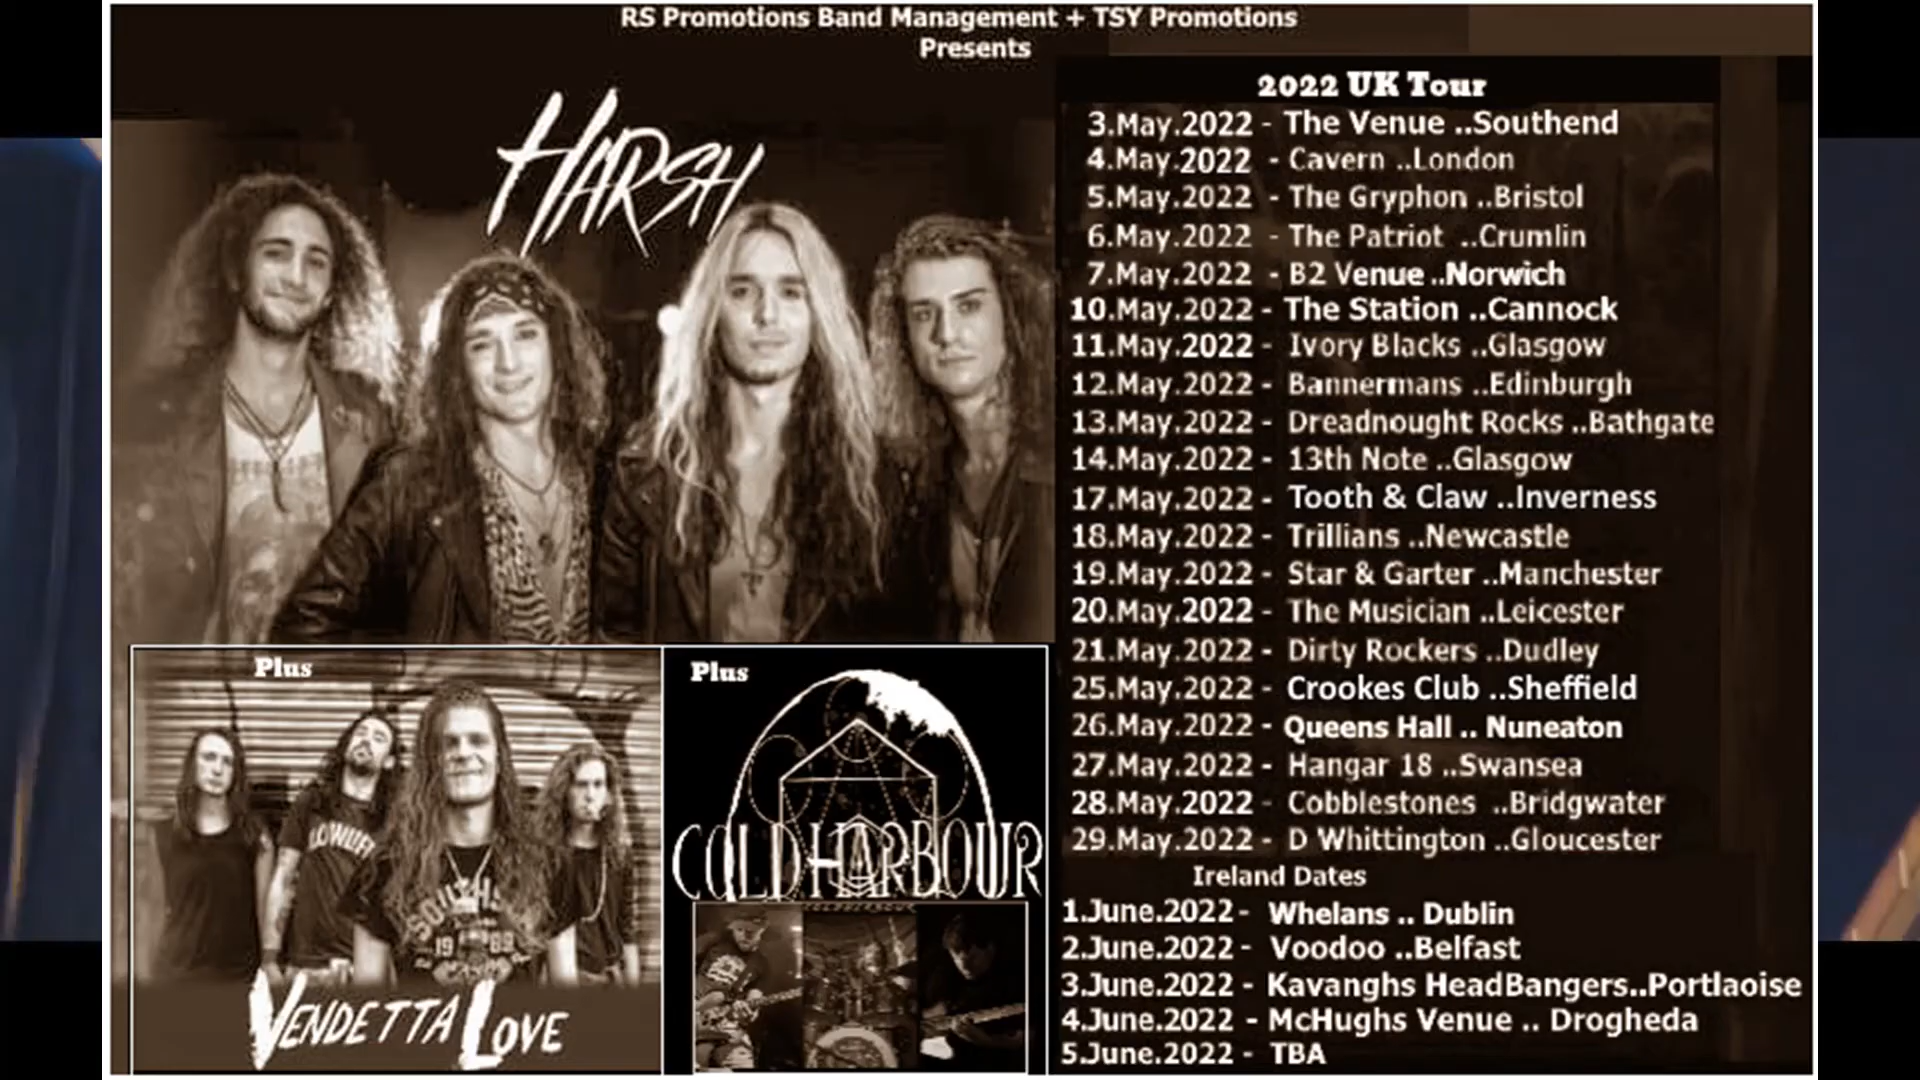 RS Promotions Band Management + TSY Promotions
Presents
HARSH
2022 UK Tour
3.May.2022 - The Venue ..Southend
4.May.2022 - Cavern ..London
5.May.2022 - The Gryphon ..Bristol
6.May.2022 - The Patriot ..Crumlin
7.May.2022 - B2 Venue ..Norwich
10.May.2022 - The Station ..Cannock
11.May.2022 - Ivory Blacks ..Glasgow
12.May.2022 - Bannermans ..Edinburgh
13.May.2022 - Dreadnought Rocks ..Bathgate
14.May.2022 - 13th Note ..Glasgow
17.May.2022 - Tooth & Claw ..Inverness
18.May.2022 - Trillians ..Newcastle
19.May.2022 - Star & Garter ..Manchester
20.May.2022 - The Musician ..Leicester
21.May.2022 - Dirty Rockers ..Dudley
25.May.2022 - Crookes Club ..Sheffield
26.May.2022 - Queens Hall .. Nuneaton
27.May.2022 - Hangar 18 ..Swansea
28.May.2022 - Cobblestones ..Bridgwater
29.May.2022 - D Whittington ..Gloucester
Ireland Dates
1.June.2022 - Whelans .. Dublin
2.June.2022 - Voodoo ..Belfast
3.June.2022 - Kavanghs HeadBangers..Portlaoise
4.June.2022 - McHughs Venue .. Drogheda
5.June.2022 - TBA
Plus
VENDETTA LOVE
Plus
COLDHARBOUR